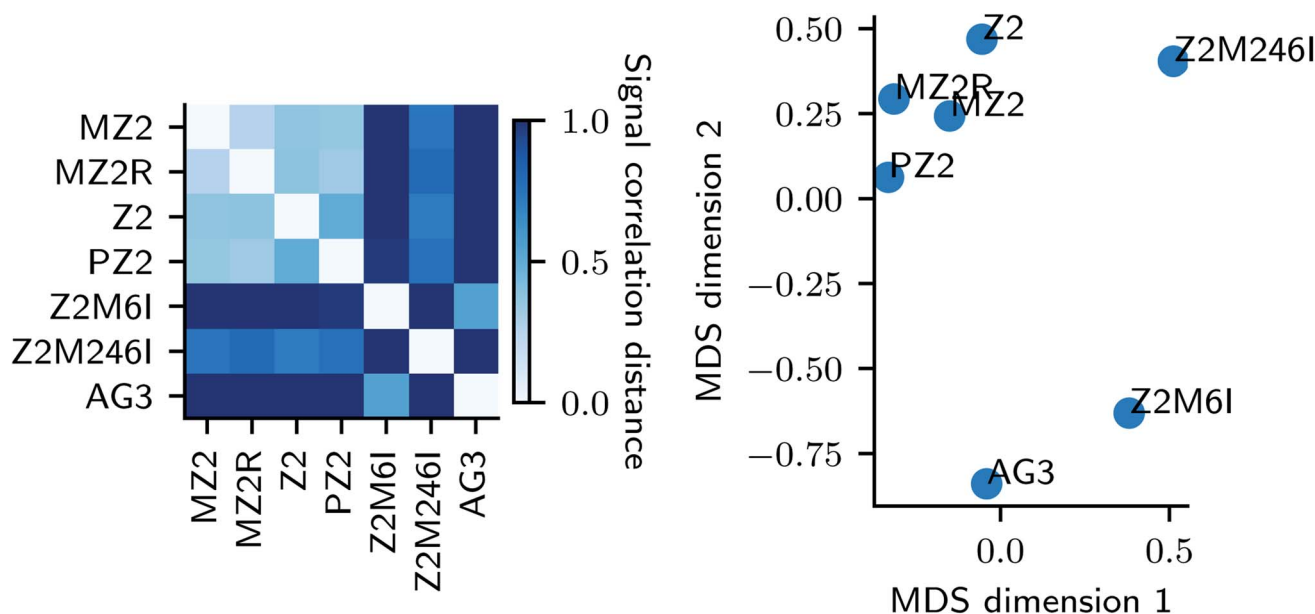 MZ2
MZ2R
Z2
PZ2
Z2M6I
Z2M246I
AG3
MZ2
MZ2R
Z2
PZ2
Z2M6I
Z2M246I
AG3
1.0
0.5
0.0
Signal correlation distance
MDS dimension 2
0.50
0.25
0.00
−0.25
−0.50
−0.75
Z2
Z2M246I
MZ2R
MZ2
PZ2
Z2M6I
AG3
0.0
0.5
MDS dimension 1